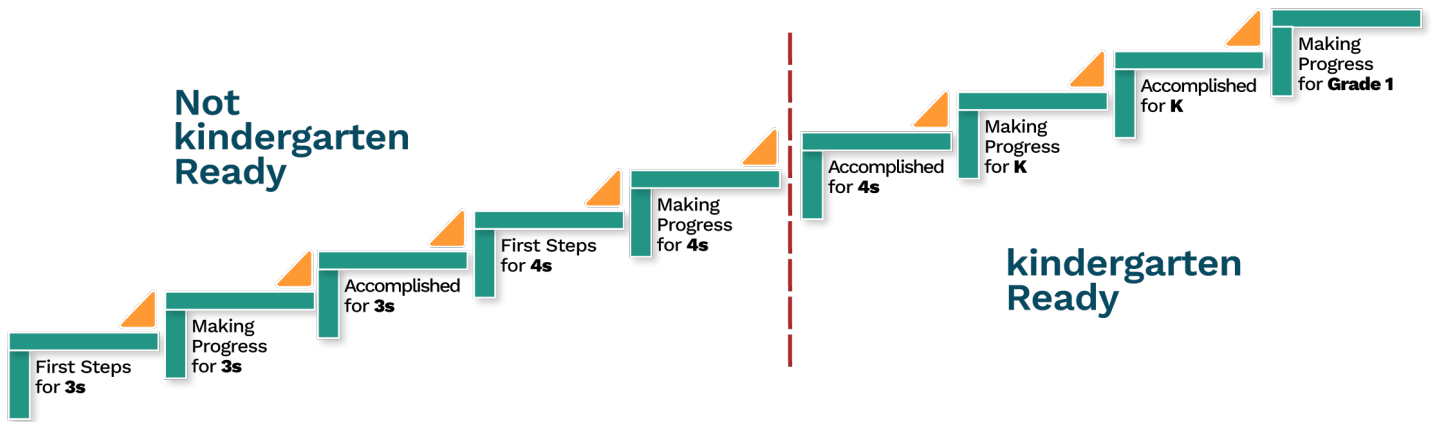 Not
kindergarten
Ready
First Steps
for 3s
Making
Progress
for 3s
Accomplished
for 3s
First Steps
for 4s
Making
Progress
for 4s
Accomplished
for 4s
Making
Progress
for K
Accomplished
for K
Making
Progress
for Grade 1
kindergarten
Ready